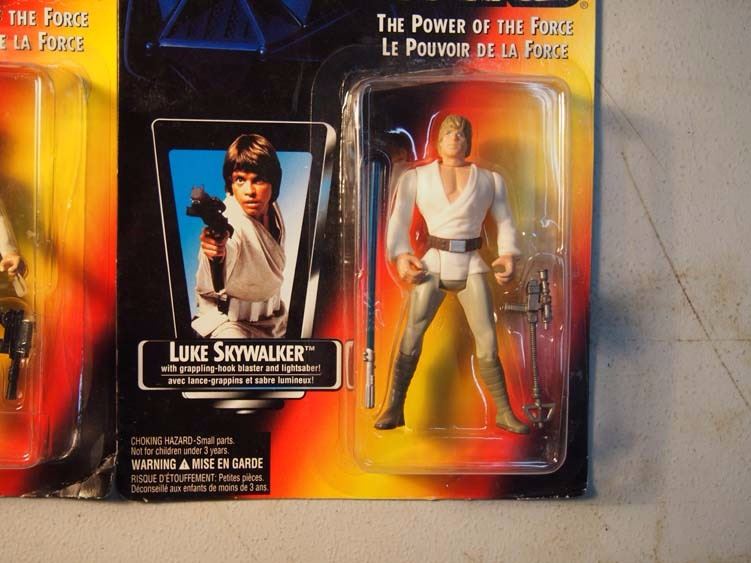 THE FORCE
E LA FORCE
THE POWER OF THE FORCE
LE POUVOIR DE LA FORCE
LUKE SKYWALKER™
with grappling-hook blaster and lightsaber!
avec lance-grappins et sabre lumineux!
CHOKING HAZARD-Small parts.
Not for children under 3 years.
WARNING ⚠ MISE EN GARDE
RISQUE D'ÉTOUFFEMENT: Petites pièces.
Déconseillé aux enfants de moins de 3 ans.